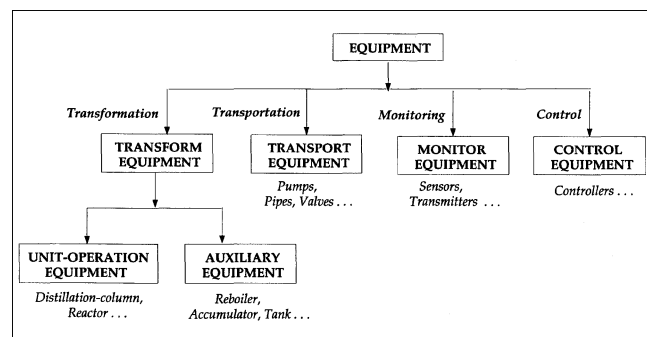 EQUIPMENT
Transformation
Transportation
Monitoring
Control
TRANSFORM
EQUIPMENT
TRANSPORT
EQUIPMENT
Pumps,
Pipes, Valves . . .
MONITOR
EQUIPMENT
Sensors,
Transmitters . . .
CONTROL
EQUIPMENT
Controllers . . .
UNIT-OPERATION
EQUIPMENT
Distillation-column,
Reactor . . .
AUXILIARY
EQUIPMENT
Reboiler,
Accumulator, Tank . . .